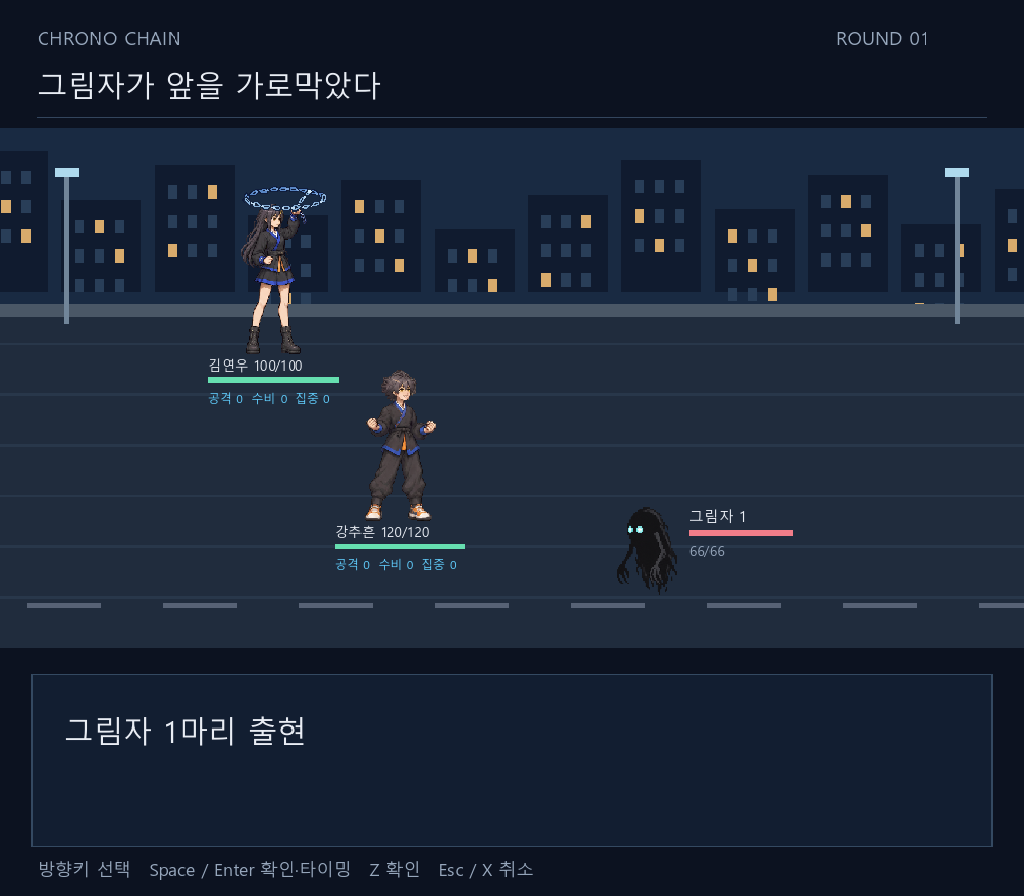 CHRONO CHAIN
ROUND 01
그림자가 앞을 가로막았다
김연우 100/100
공격 0 수비 0 집중 0
강추흔 120/120
공격 0 수비 0 집중 0
그림자 1
66/66
그림자 1마리 출현
방향키 선택 Space / Enter 확인·타이밍 Z 확인 Esc / X 취소